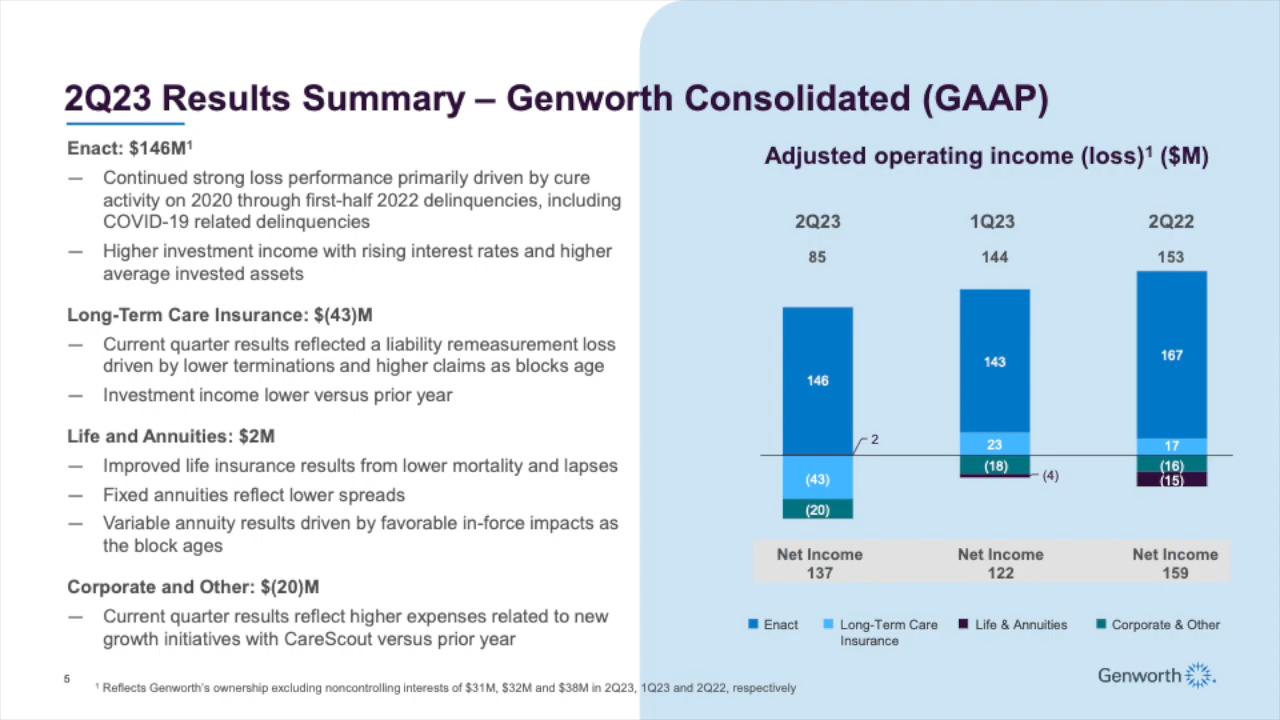 2Q23 Results Summary – Genworth Consolidated (GAAP)
Enact: $146M¹
— Continued strong loss performance primarily driven by cure
activity on 2020 through first-half 2022 delinquencies, including
COVID-19 related delinquencies
— Higher investment income with rising interest rates and higher
average invested assets
Long-Term Care Insurance: $(43)M
— Current quarter results reflected a liability remeasurement loss
driven by lower terminations and higher claims as blocks age
— Investment income lower versus prior year
Life and Annuities: $2M
— Improved life insurance results from lower mortality and lapses
— Fixed annuities reflect lower spreads
— Variable annuity results driven by favorable in-force impacts as
the block ages
Corporate and Other: $(20)M
— Current quarter results reflect higher expenses related to new
growth initiatives with CareScout versus prior year
Adjusted operating income (loss)¹ ($M)
2Q23 1Q23 2Q22
85 144 153
146 143 167
2
23 17
(43) (18) (16)
(4) (15)
(20)
Net Income Net Income Net Income
137 122 159
Enact Long-Term Care Life & Annuities Corporate & Other
Insurance
Genworth
5
¹ Reflects Genworth's ownership excluding noncontrolling interests of $31M, $32M and $38M in 2Q23, 1Q23 and 2Q22, respectively